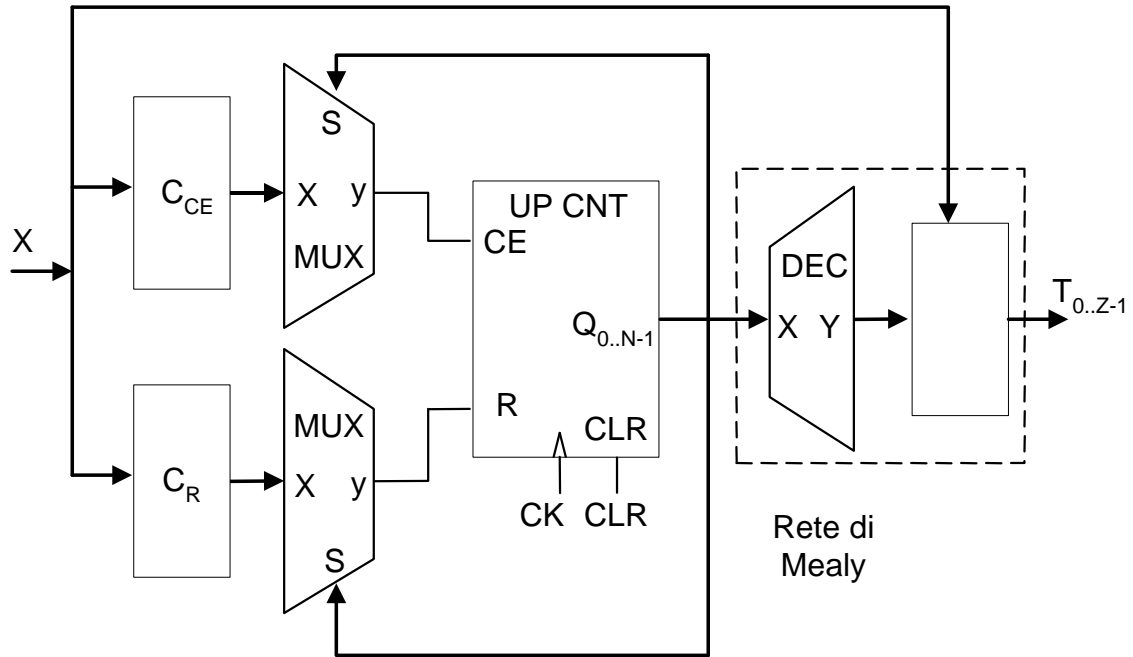 X
C_CE
S
X y
MUX
C_R
MUX
X y
S
UP CNT
CE
Q_0..N-1
R
CLR
CK CLR
DEC
X Y
T_0..Z-1
Rete di
Mealy